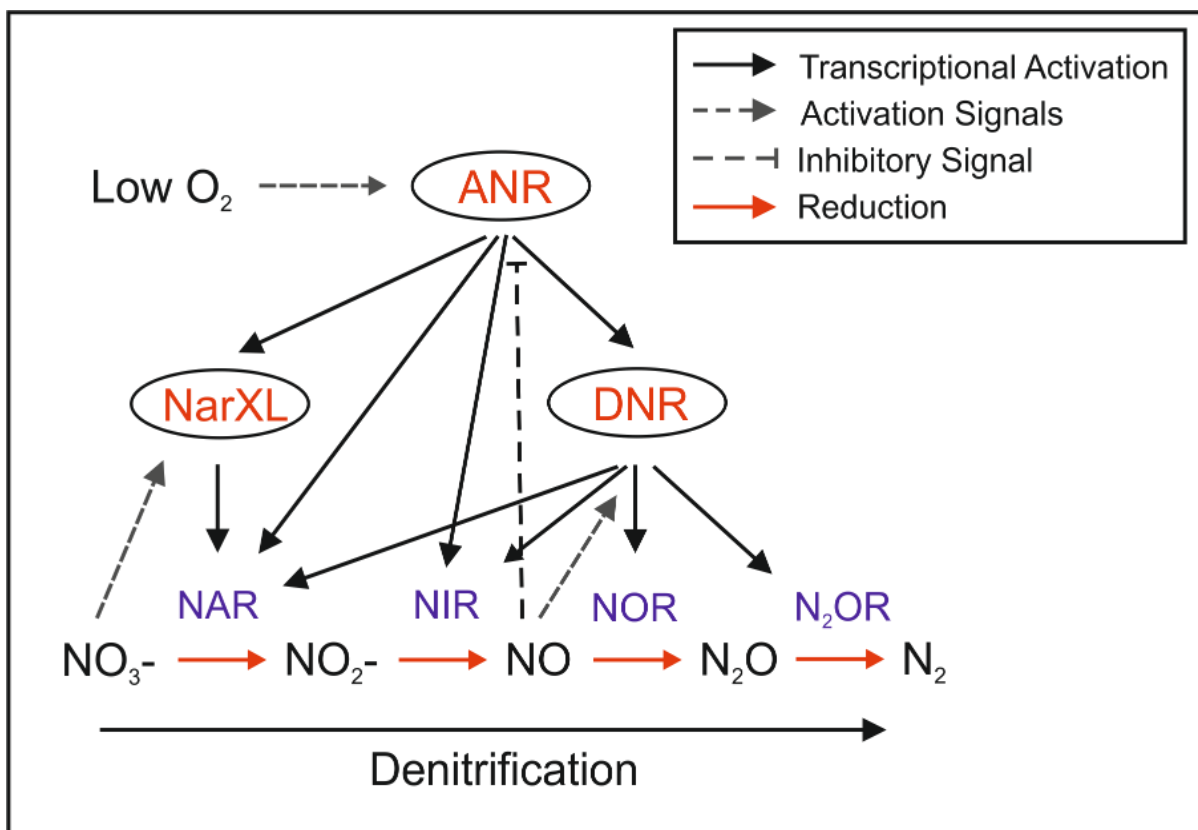 Transcriptional Activation
Activation Signals
Inhibitory Signal
Reduction
Low O₂
ANR
NarXL
DNR
NAR
NIR
NOR
N₂OR
NO₃-
NO₂-
NO
N₂O
N₂
Denitrification